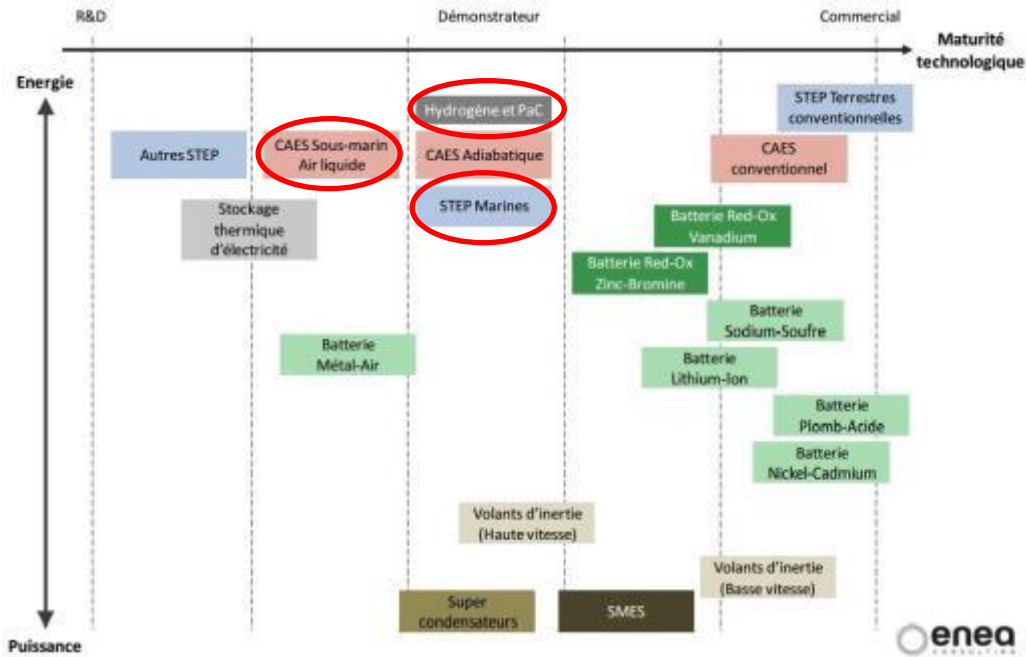 R&D
Démonstrateur
Commercial
Maturité
technologique
Energie
Hydrogène et PaC
STEP Terrestres
conventionnelles
Autres STEP
CAES Sous-marin
Air liquide
CAES Adiabatique
CAES
conventionnel
STEP Marines
Stockage
thermique
d'électricité
Batterie Red-Ox
Vanadium
Batterie Red-Ox
Zinc-Bromine
Batterie
Sodium-Soufre
Batterie
Métal-Air
Batterie
Lithium-Ion
Batterie
Plomb-Acide
Batterie
Nickel-Cadmium
Volants d'inertie
(Haute vitesse)
Volants d'inertie
(Basse vitesse)
Super
condensateurs
SMES
Puissance
enea
CONSULTING